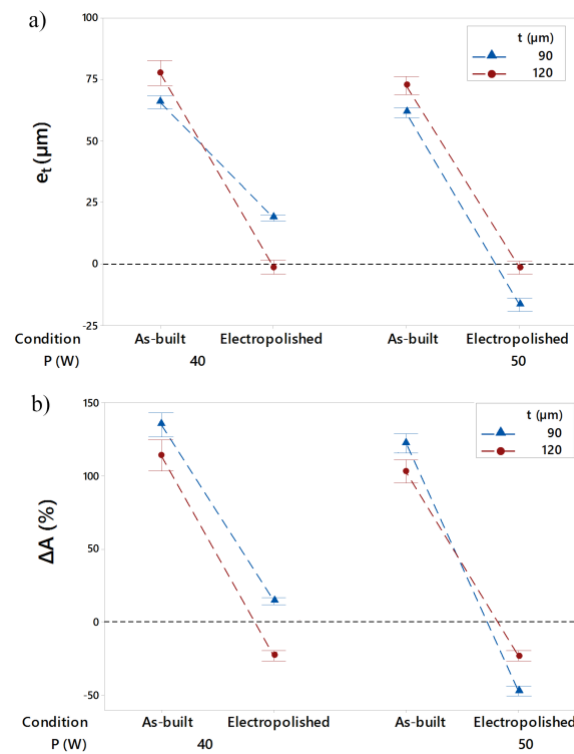 a)
100
75
50
25
0
-25
e_t (μm)
t (μm)
90
120
Condition As-built Electropolished As-built Electropolished
P (W) 40 50
b)
150
100
50
0
-50
ΔA (%)
t (μm)
90
120
Condition As-built Electropolished As-built Electropolished
P (W) 40 50